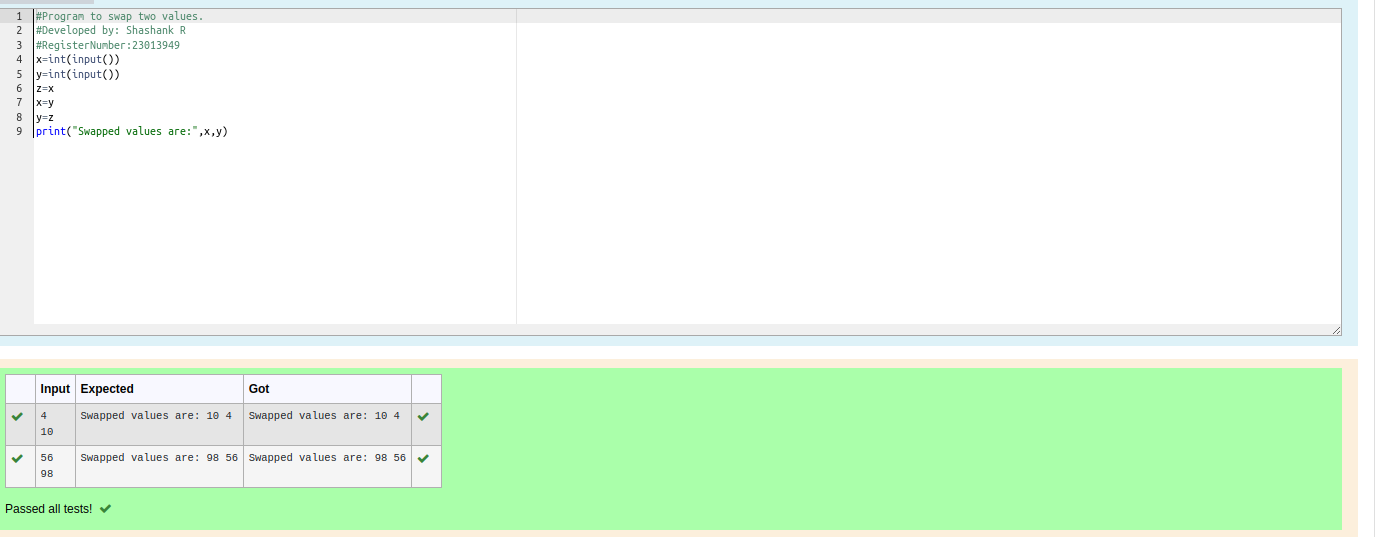 1 #Program to swap two values.
2 #Developed by: Shashank R
3 #RegisterNumber:23013949
4 x=int(input())
5 y=int(input())
6 z=x
7 x=y
8 y=z
9 print("Swapped values are:",x,y)
Input Expected Got
4 Swapped values are: 10 4 Swapped values are: 10 4
10
56 Swapped values are: 98 56 Swapped values are: 98 56
98
Passed all tests!